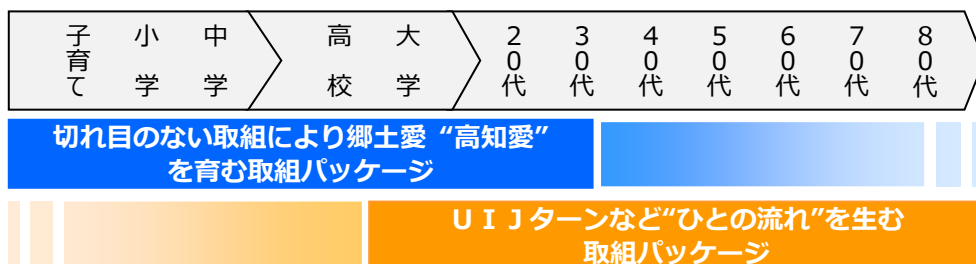 子育て
小学
中学
高校
大学
20代
30代
40代
50代
60代
70代
80代
切れ目のない取組により郷土愛 “高知愛”
を育む取組パッケージ
ＵＩＪターンなど“ひとの流れ”を生む
取組パッケージ